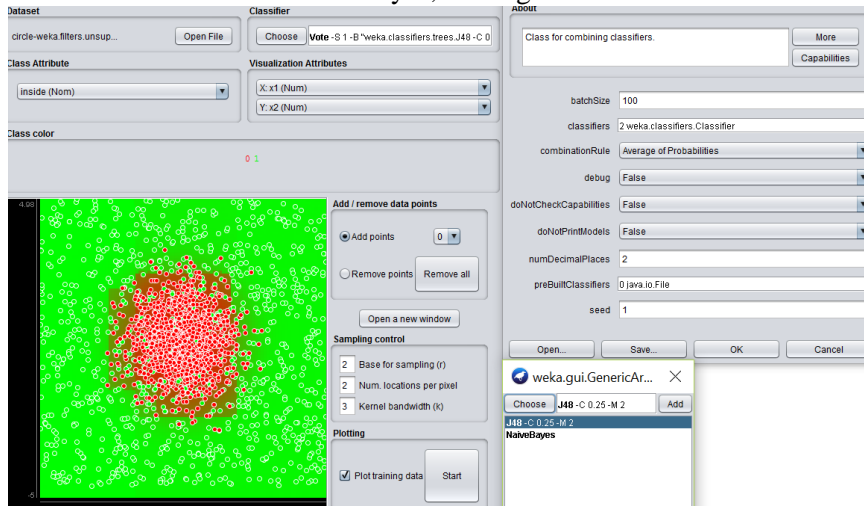 Dataset
circle-weka.filters.unsup...
Open File
Classifier
Choose
Vote -S 1 -B "weka.classifiers.trees.J48 -C 0
Class Attribute
inside (Nom)
Visualization Attributes
X: x1 (Num)
Y: x2 (Num)
Class color
0 1
4.98
-5
Add / remove data points
Add points
0
Remove points
Remove all
Open a new window
Sampling control
2 Base for sampling (r)
2 Num. locations per pixel
3 Kernel bandwidth (k)
Plotting
Plot training data
Start
About
Class for combining classifiers.
More
Capabilities
batchSize 100
classifiers 2 weka.classifiers.Classifier
combinationRule Average of Probabilities
debug False
doNotCheckCapabilities False
doNotPrintModels False
numDecimalPlaces 2
preBuiltClassifiers 0 java.io.File
seed 1
Open... Save... OK Cancel
weka.gui.GenericAr...
Choose J48 -C 0.25 -M 2 Add
J48 -C 0.25 -M 2
NaiveBayes